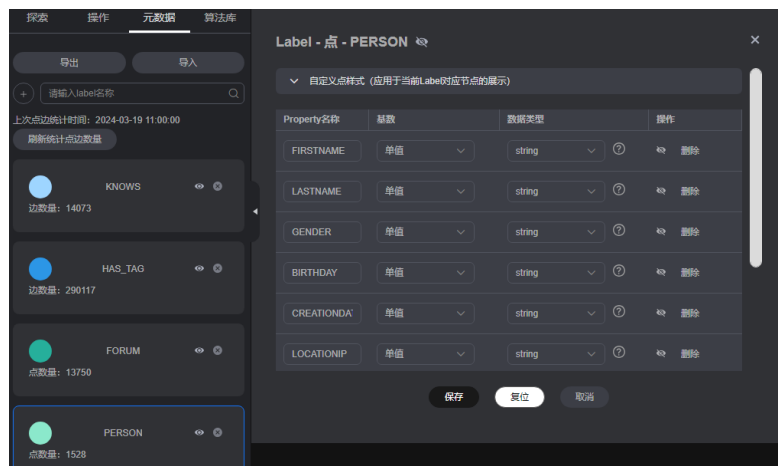 探索 操作 元数据 算法库
导出 导入
请输入label名称
上次点边统计时间：2024-03-19 11:00:00
刷新统计点边数量
KNOWS
边数量：14073
HAS_TAG
边数量：290117
FORUM
点数量：13750
PERSON
点数量：1528
Label - 点 - PERSON
自定义点样式（应用于当前Label对应节点的展示）
Property名称 基数 数据类型 操作
FIRSTNAME 单值 string 删除
LASTNAME 单值 string 删除
GENDER 单值 string 删除
BIRTHDAY 单值 string 删除
CREATIONDA 单值 string 删除
LOCATIONIP 单值 string 删除
保存 复位 取消